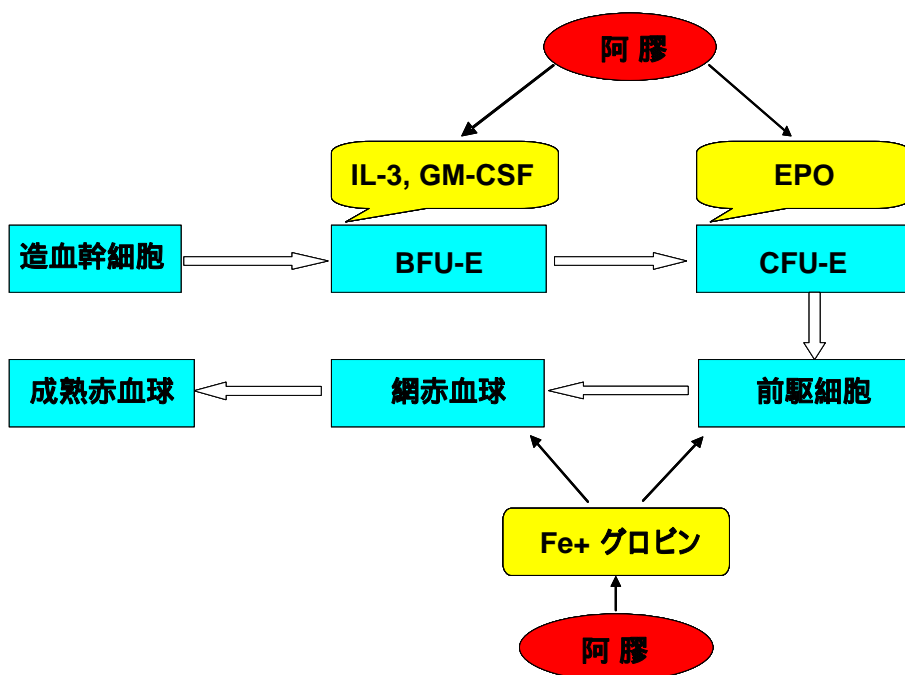 阿膠
IL-3, GM-CSF
EPO
造血幹細胞
BFU-E
CFU-E
成熟赤血球
網赤血球
前駆細胞
Fe+ グロビン
阿膠